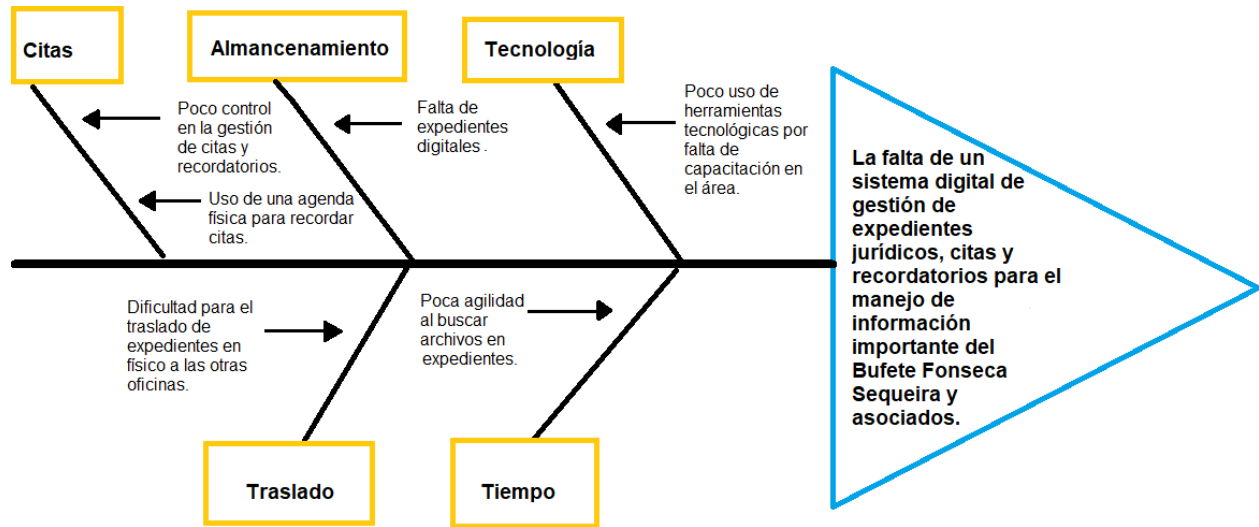 Citas
Almancenamiento
Tecnología
Poco control
en la gestión
de citas y
recordatorios.
Uso de una agenda
física para recordar
citas.
Falta de
expedientes
digitales .
Poco uso de
herramientas
tecnológicas por
falta de
capacitación en
el área.
La falta de un
sistema digital de
gestión de
expedientes
jurídicos, citas y
recordatorios para el
manejo de
información
importante del
Bufete Fonseca
Sequeira y
asociados.
Dificultad para el
traslado de
expedientes en
físico a las otras
oficinas.
Poca agilidad
al buscar
archivos en
expedientes.
Traslado
Tiempo